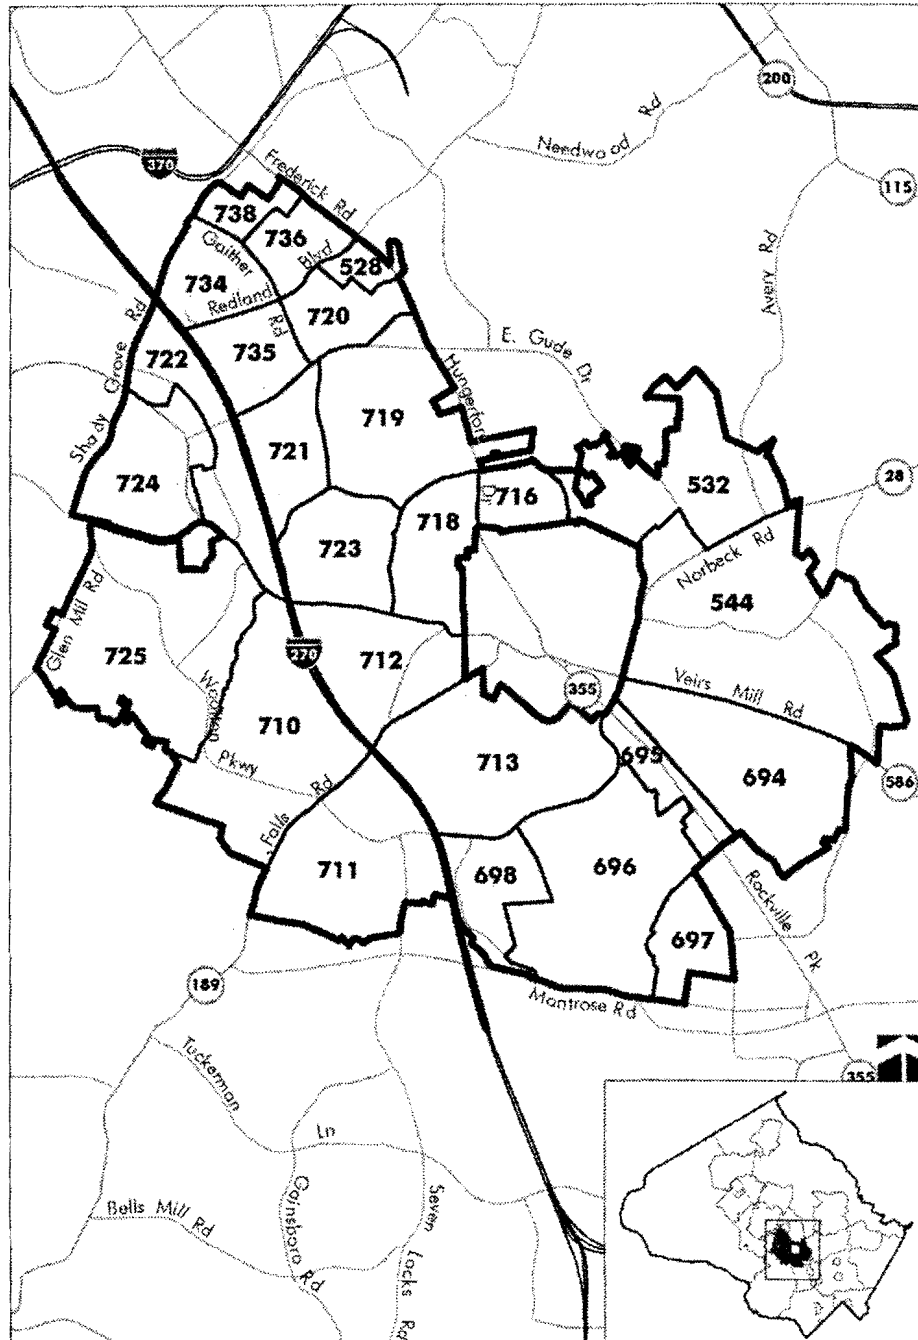 200
Needwood Rd
370
Frederick Rd
115
738
Gaither
736
Avery Rd
Blvd
528
734
Redland
Rd
720
Shady Grove Rd
E. Gude Dr
722
735
Hungerford
719
721
724
28
532
716
718
723
Norbeck Rd
544
Glen Mill Rd
725
270
712
Veirs Mill Rd
355
Wootton
Pkwy
710
695
713
694
586
Falls Rd
711
698
696
Rockville Pk
697
189
Montrose Rd
Tuckerman
Ln
355
Bells Mill Rd
Gainsboro Rd
Seven Locks Rd